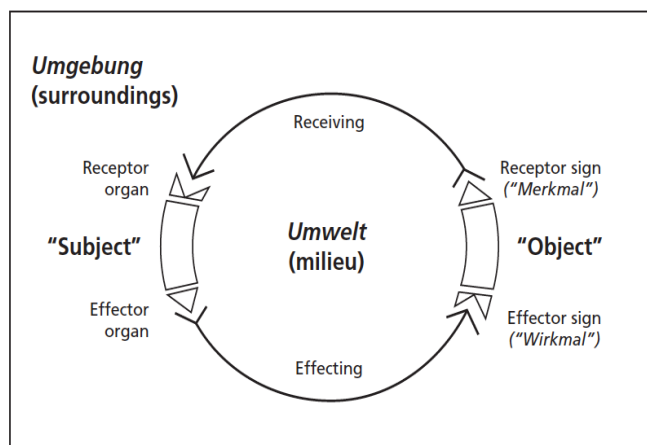 Umgebung
(surroundings)
Receiving
Receptor
organ
Receptor sign
(“Merkmal”)
“Subject”
Umwelt
(milieu)
“Object”
Effector
organ
Effector sign
(“Wirkmal”)
Effecting